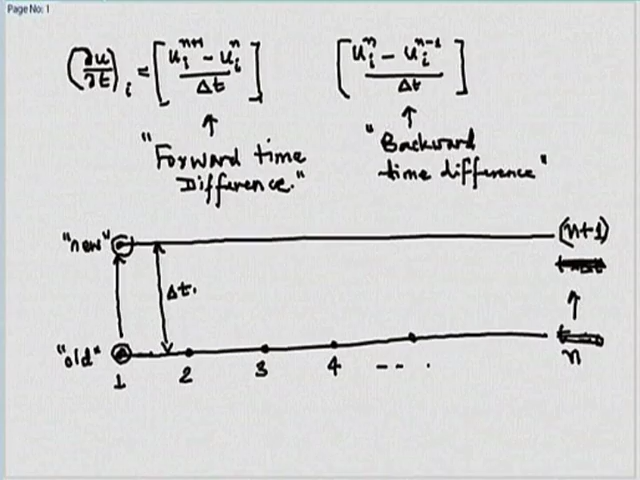 Page No: 1
(∂u/∂t)_i = [ (u_i^{n+1} - u_i^n) / Δt ]   [ (u_i^n - u_i^{n-1}) / Δt ]
"Forward time Difference."
"Backward time difference"
"new" (n+1)
Δt.
"old" n
1 2 3 4 -- .